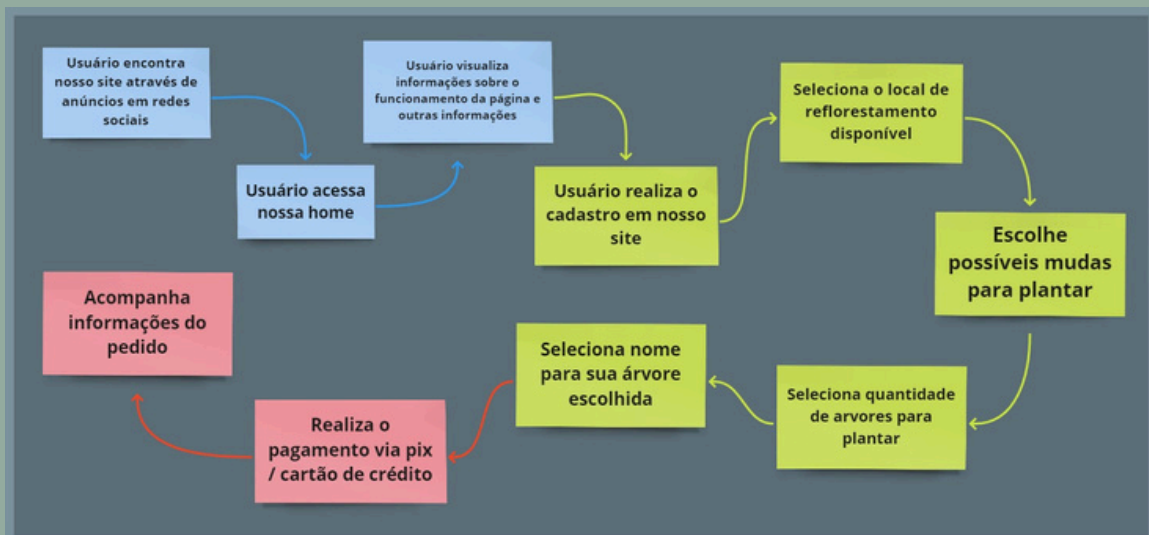 Usuário encontra
nosso site através de
anúncios em redes
sociais
Usuário acessa
nossa home
Usuário visualiza
informações sobre o
funcionamento da página e
outras informações
Usuário realiza o
cadastro em nosso
site
Seleciona o local de
reflorestamento
disponível
Escolhe
possíveis mudas
para plantar
Seleciona quantidade
de arvores para
plantar
Seleciona nome
para sua árvore
escolhida
Realiza o
pagamento via pix
/ cartão de crédito
Acompanha
informações do
pedido